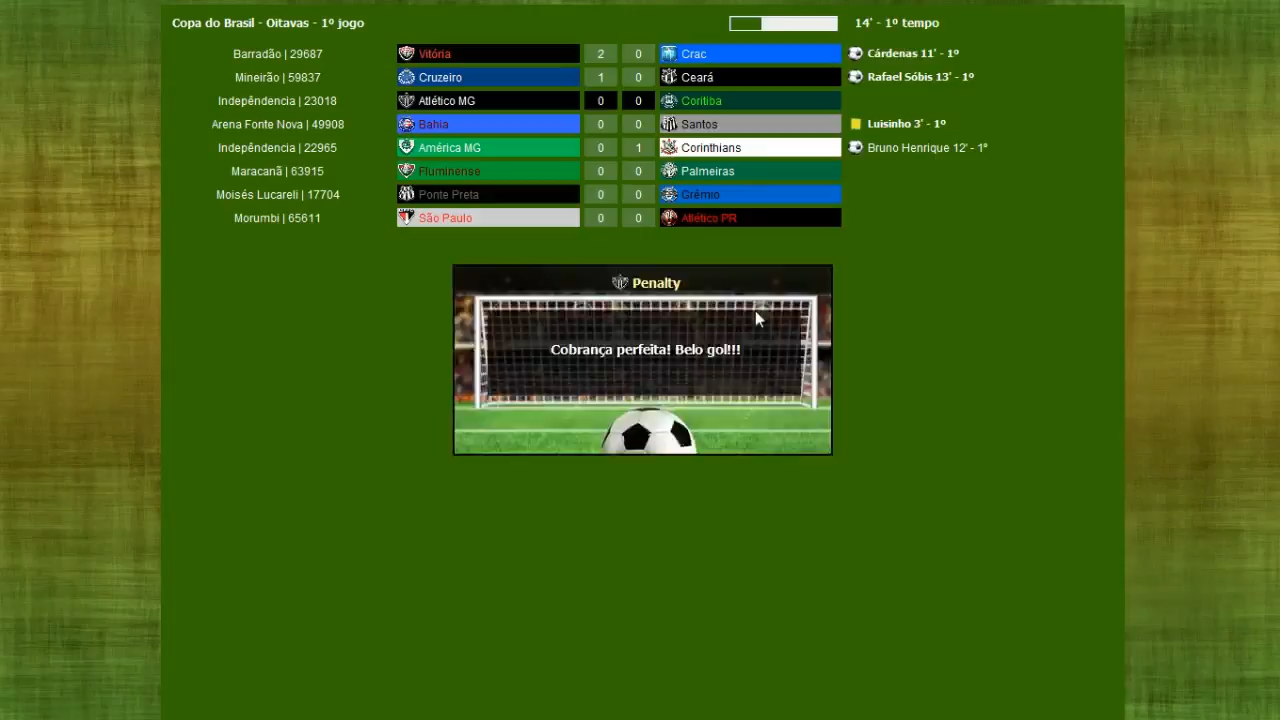 Copa do Brasil - Oitavas - 1º jogo 14' - 1º tempo
Barradão | 29687 Vitória 2 0 Crac Cárdenas 11' - 1º
Mineirão | 59837 Cruzeiro 1 0 Ceará Rafael Sóbis 13' - 1º
Indepêndencia | 23018 Atlético MG 0 0 Coritiba
Arena Fonte Nova | 49908 Bahia 0 0 Santos Luisinho 3' - 1º
Indepêndencia | 22965 América MG 0 1 Corinthians Bruno Henrique 12' - 1º
Maracanã | 63915 Fluminense 0 0 Palmeiras
Moisés Lucareli | 17704 Ponte Preta 0 0 Grêmio
Morumbi | 65611 São Paulo 0 0 Atlético PR
Penalty
Cobrança perfeita! Belo gol!!!